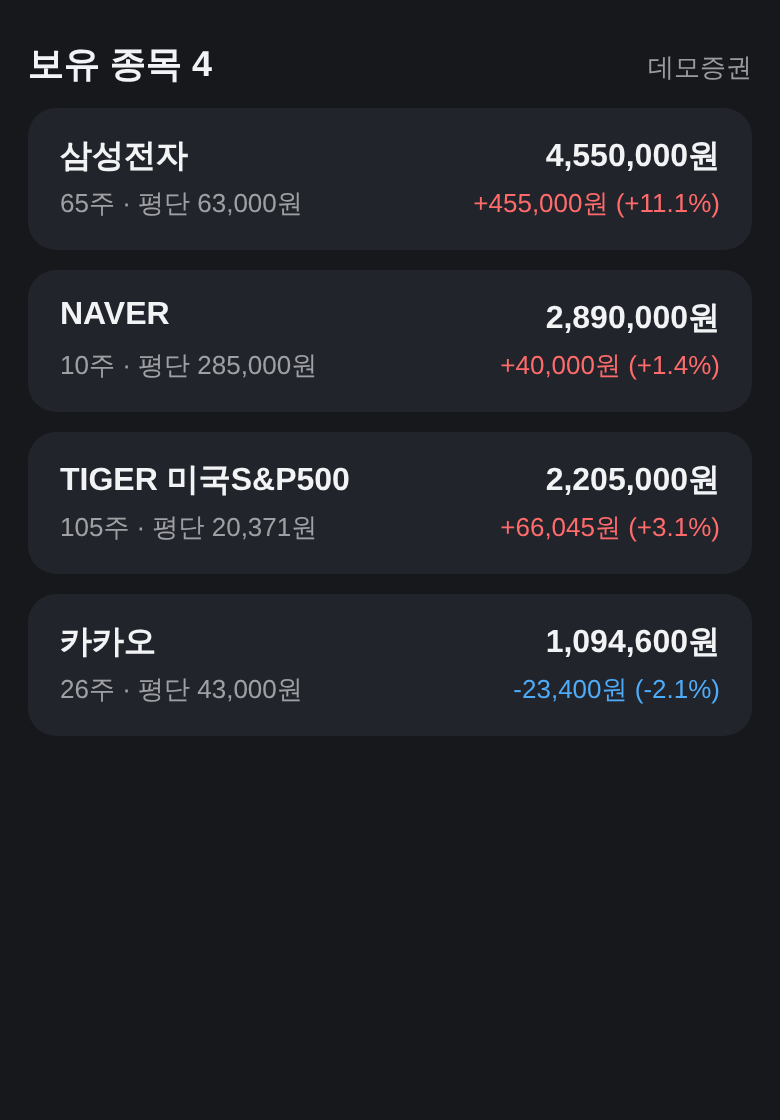 보유 종목 4 데모증권
삼성전자 4,550,000원
65주 · 평단 63,000원 +455,000원 (+11.1%)
NAVER 2,890,000원
10주 · 평단 285,000원 +40,000원 (+1.4%)
TIGER 미국S&P500 2,205,000원
105주 · 평단 20,371원 +66,045원 (+3.1%)
카카오 1,094,600원
26주 · 평단 43,000원 -23,400원 (-2.1%)